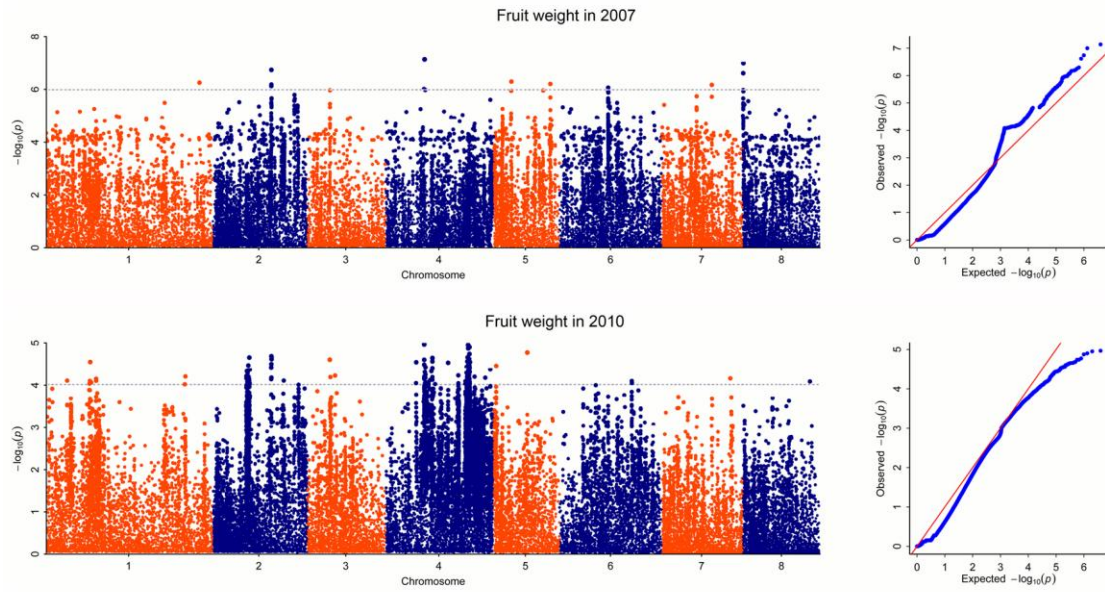 Fruit weight in 2007
8
6
4
2
0
−log₁₀(p)
1 2 3 4 5 6 7 8
Chromosome
7
6
5
4
3
2
1
0
Observed −log₁₀(p)
0 1 2 3 4 5 6
Expected −log₁₀(p)
Fruit weight in 2010
5
4
3
2
1
0
−log₁₀(p)
1 2 3 4 5 6 7 8
Chromosome
5
4
3
2
1
0
Observed −log₁₀(p)
0 1 2 3 4 5 6
Expected −log₁₀(p)